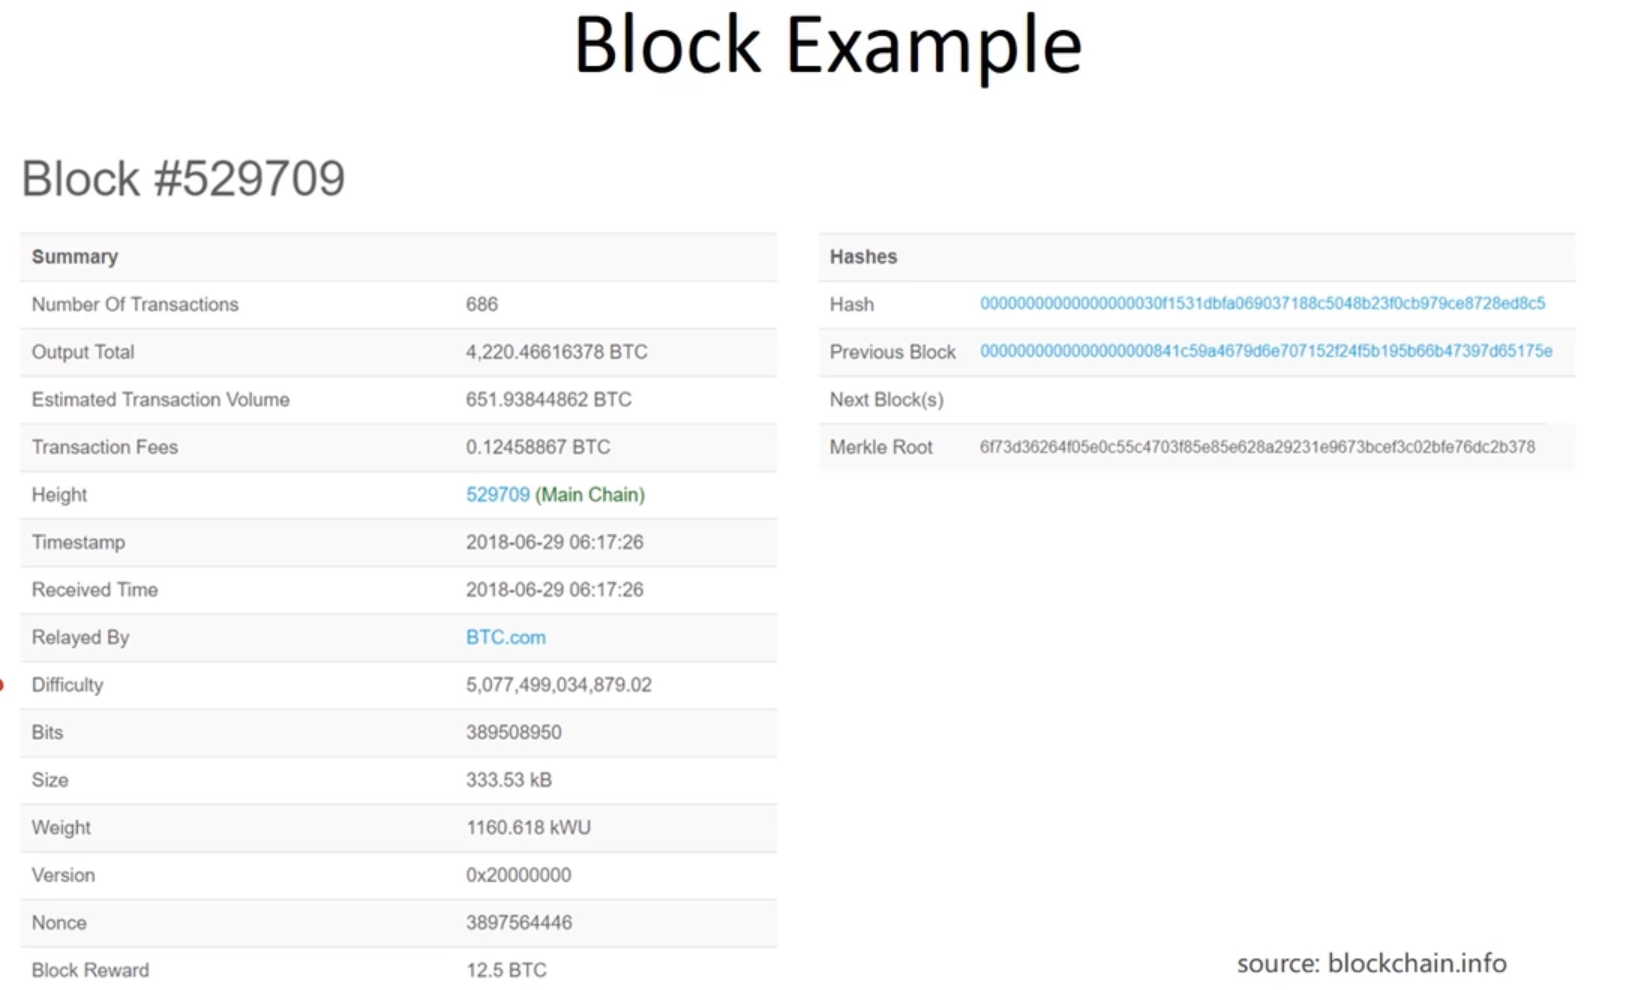 Block Example
Block #529709
Summary
Number Of Transactions 686
Output Total 4,220.46616378 BTC
Estimated Transaction Volume 651.93844862 BTC
Transaction Fees 0.12458867 BTC
Height 529709 (Main Chain)
Timestamp 2018-06-29 06:17:26
Received Time 2018-06-29 06:17:26
Relayed By BTC.com
Difficulty 5,077,499,034,879.02
Bits 389508950
Size 333.53 kB
Weight 1160.618 kWU
Version 0x20000000
Nonce 3897564446
Block Reward 12.5 BTC
Hashes
Hash 00000000000000000030f1531dbfa069037188c5048b23f0cb979ce8728ed8c5
Previous Block 0000000000000000000841c59a4679d6e707152f24f5b195b66b47397d65175e
Next Block(s)
Merkle Root 6f73d36264f05e0c55c4703f85e85e628a29231e9673bcef3c02bfe76dc2b378
source: blockchain.info